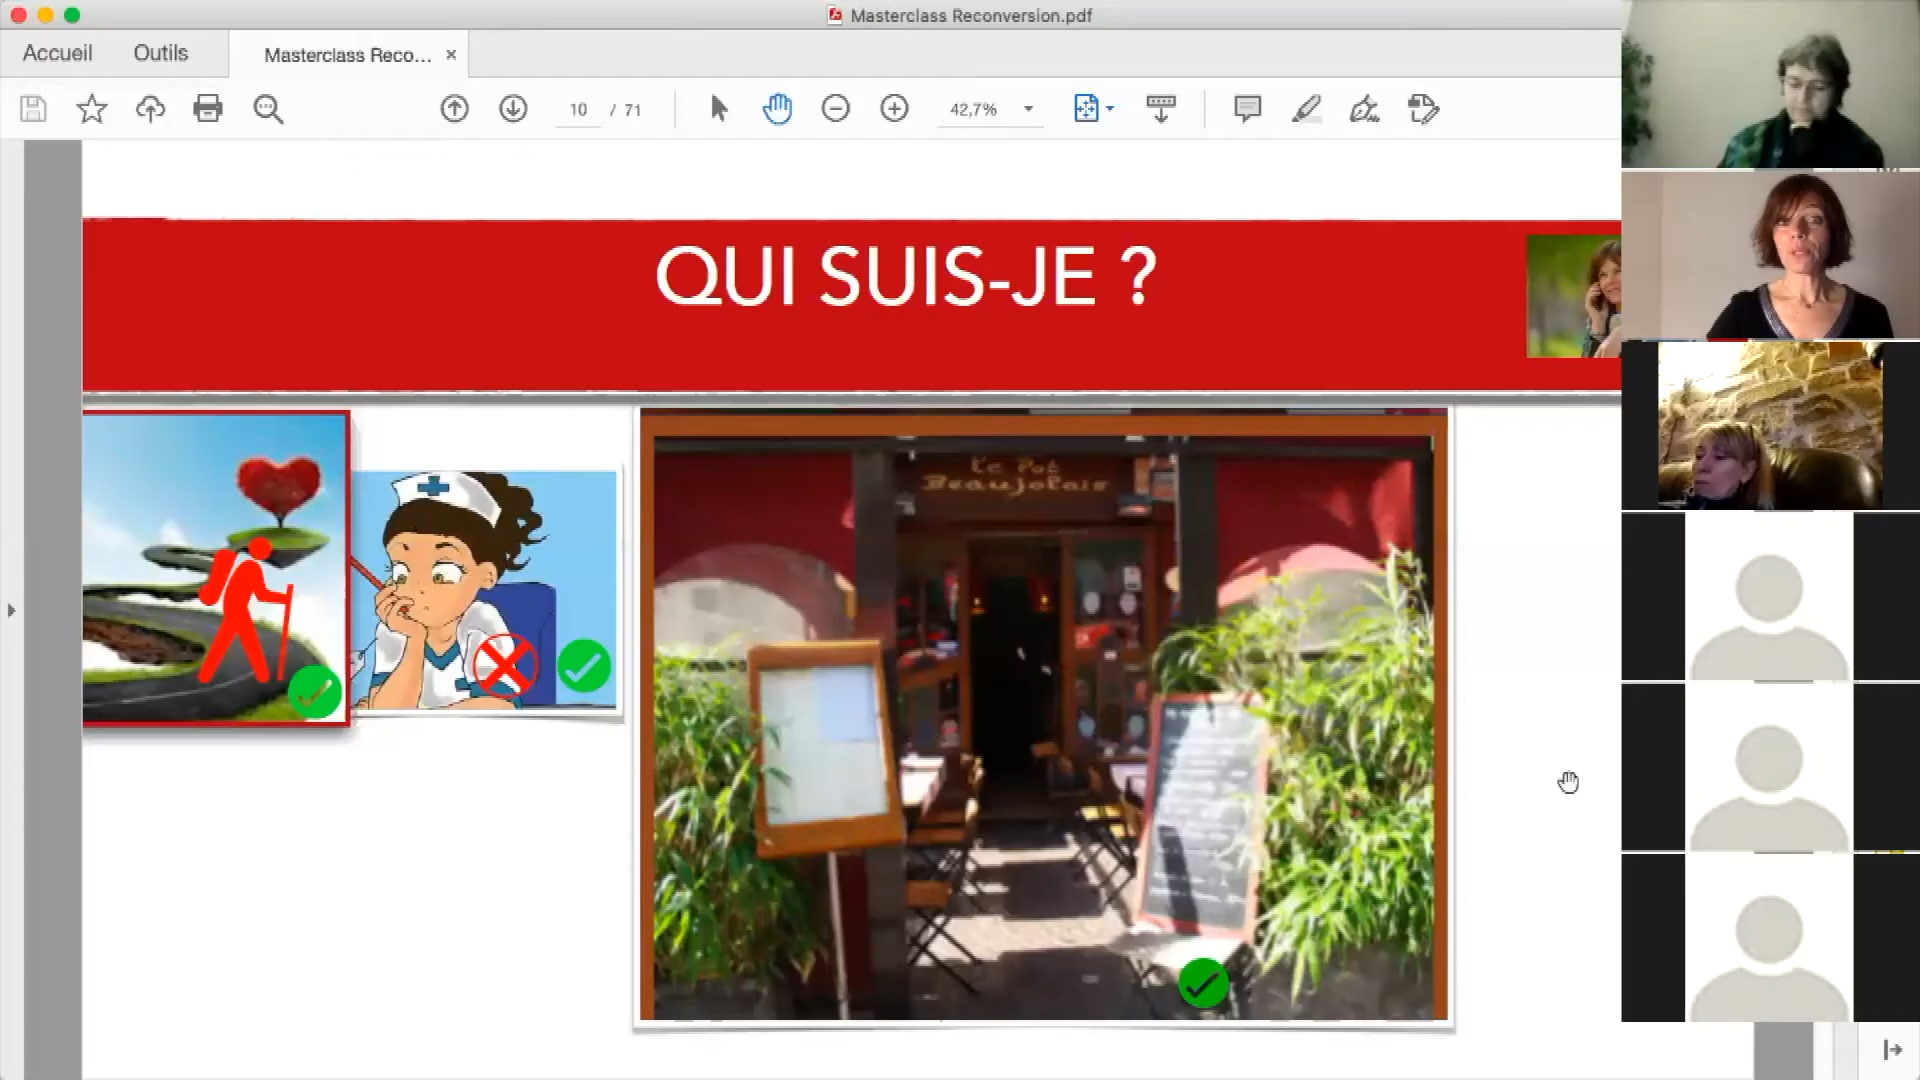 Masterclass Reconversion.pdf
Accueil
Outils
Masterclass Reco...
10
/ 71
42,7%
QUI SUIS-JE ?
Le Pot
Beaujolais